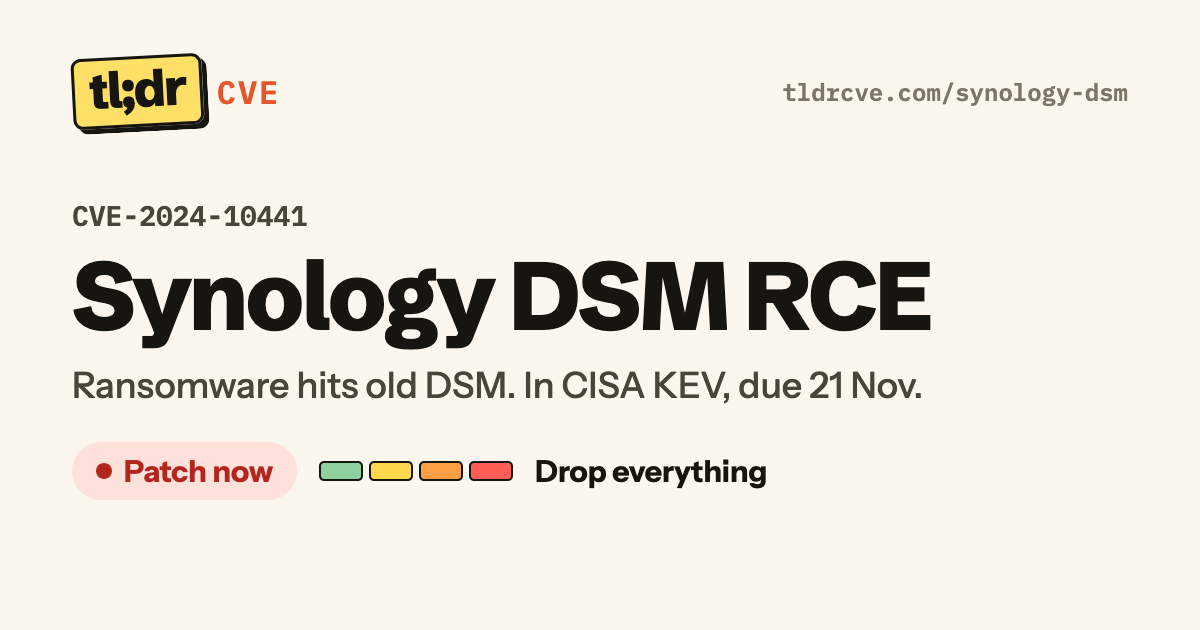 tl;dr CVE
tldrcve.com/synology-dsm
CVE-2024-10441
Synology DSM RCE
Ransomware hits old DSM. In CISA KEV, due 21 Nov.
Patch now
Drop everything